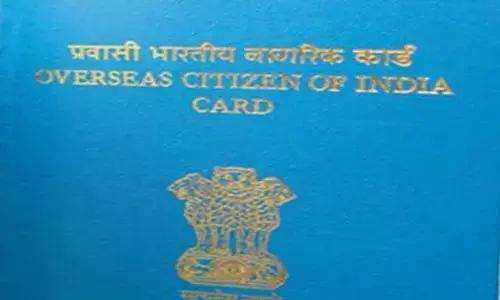 प्रवासी भारतीय नागरिक कार्ड
OVERSEAS CITIZEN OF INDIA
CARD